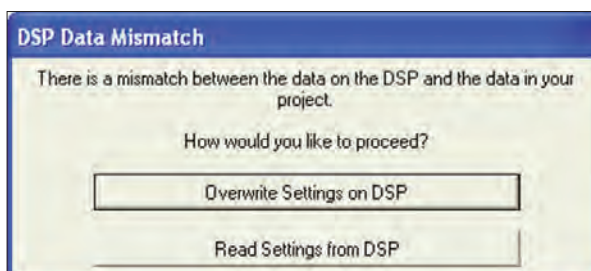 DSP Data Mismatch
There is a mismatch between the data on the DSP and the data in your
project.
How would you like to proceed?
Overwrite Settings on DSP
Read Settings from DSP